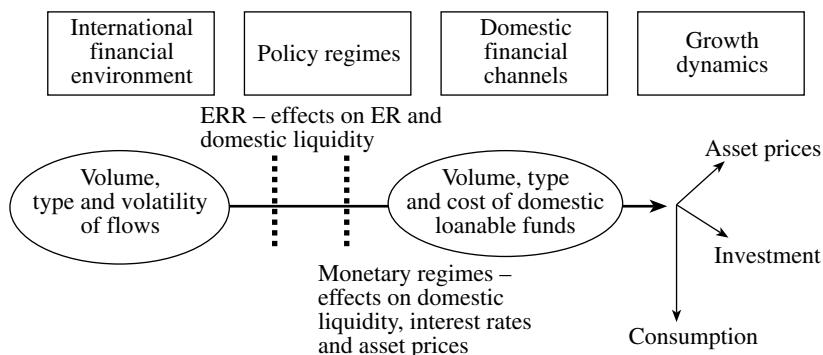 International
financial
environment
Policy regimes
Domestic
financial
channels
Growth
dynamics
ERR – effects on ER and
domestic liquidity
Volume,
type and volatility
of flows
Volume, type
and cost of domestic
loanable funds
Asset prices
Investment
Consumption
Monetary regimes –
effects on domestic
liquidity, interest rates
and asset prices